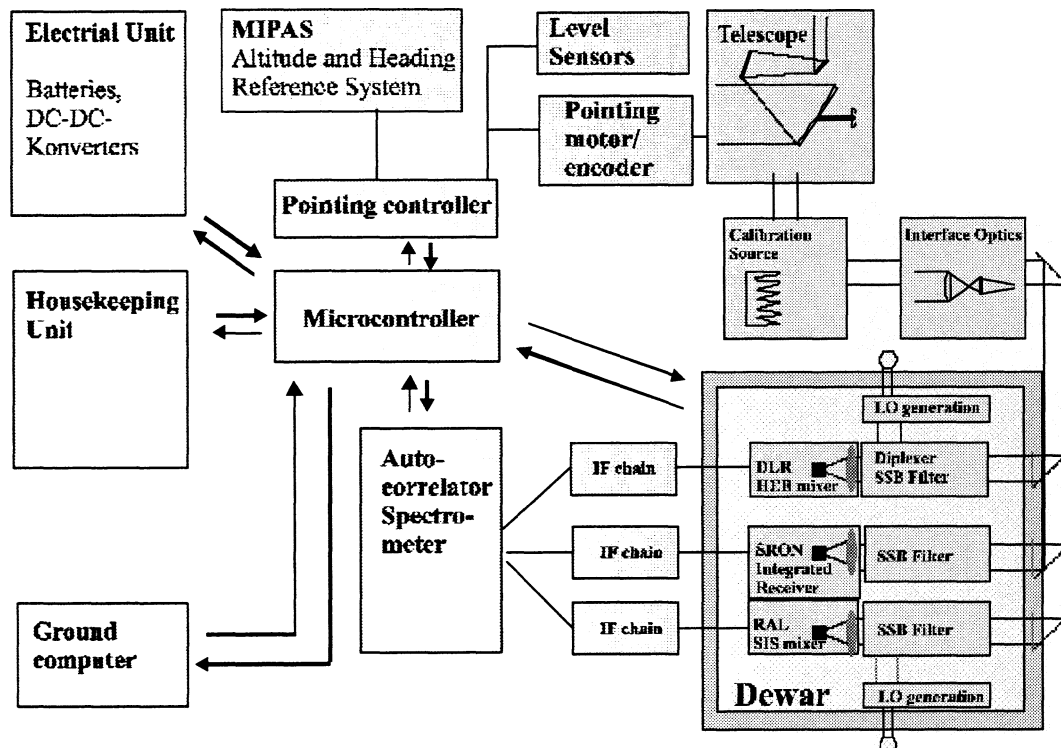 Electrial Unit
Batteries,
DC-DC-
Konverters
MIPAS
Altitude and Heading
Reference System
Level
Sensors
Pointing
motor/
encoder
Telescope
Pointing controller
Calibration
Source
Interface Optics
Housekeeping
Unit
Microcontroller
LO generation
Auto-
correlator
Spectro-
meter
IF chain
DLR
HEB mixer
Diplexer
SSB Filter
IF chain
SRON
Integrated
Receiver
SSB Filter
IF chain
RAL
SIS mixer
SSB Filter
Ground
computer
Dewar
LO generation